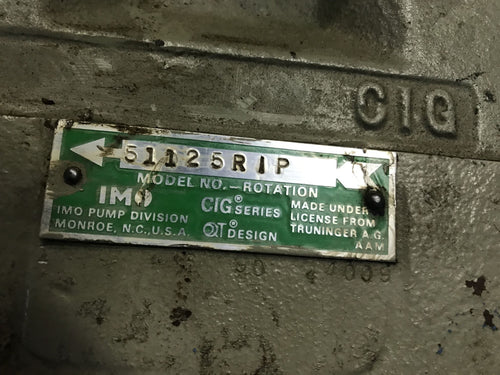 CIG
51125RIP
MODEL NO.-ROTATION
IMO
IMO PUMP DIVISION
MONROE, N.C., U.S.A.
CIG® SERIES
QT® DESIGN
MADE UNDER
LICENSE FROM
TRUNINGER A.G.
AAM